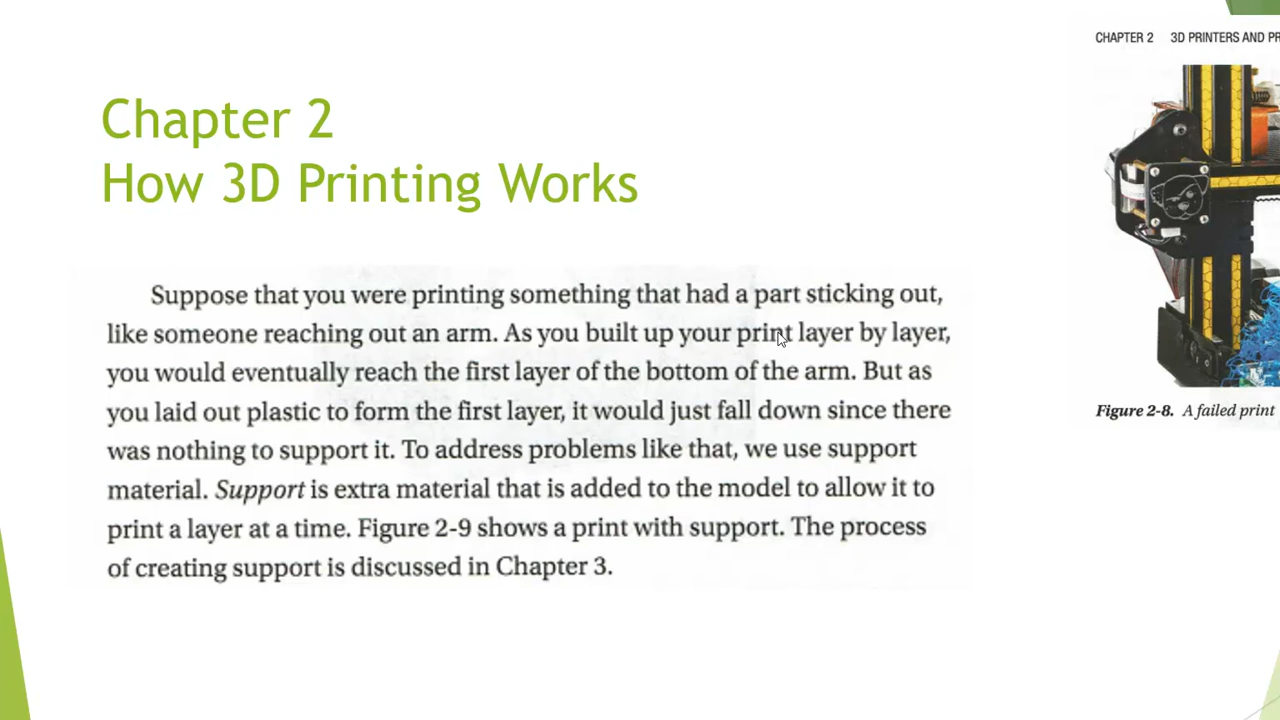 Chapter 2
How 3D Printing Works
Suppose that you were printing something that had a part sticking out,
like someone reaching out an arm. As you built up your print layer by layer,
you would eventually reach the first layer of the bottom of the arm. But as
you laid out plastic to form the first layer, it would just fall down since there
was nothing to support it. To address problems like that, we use support
material. Support is extra material that is added to the model to allow it to
print a layer at a time. Figure 2-9 shows a print with support. The process
of creating support is discussed in Chapter 3.
CHAPTER 2 3D PRINTERS AND PR
Figure 2-8. A failed print